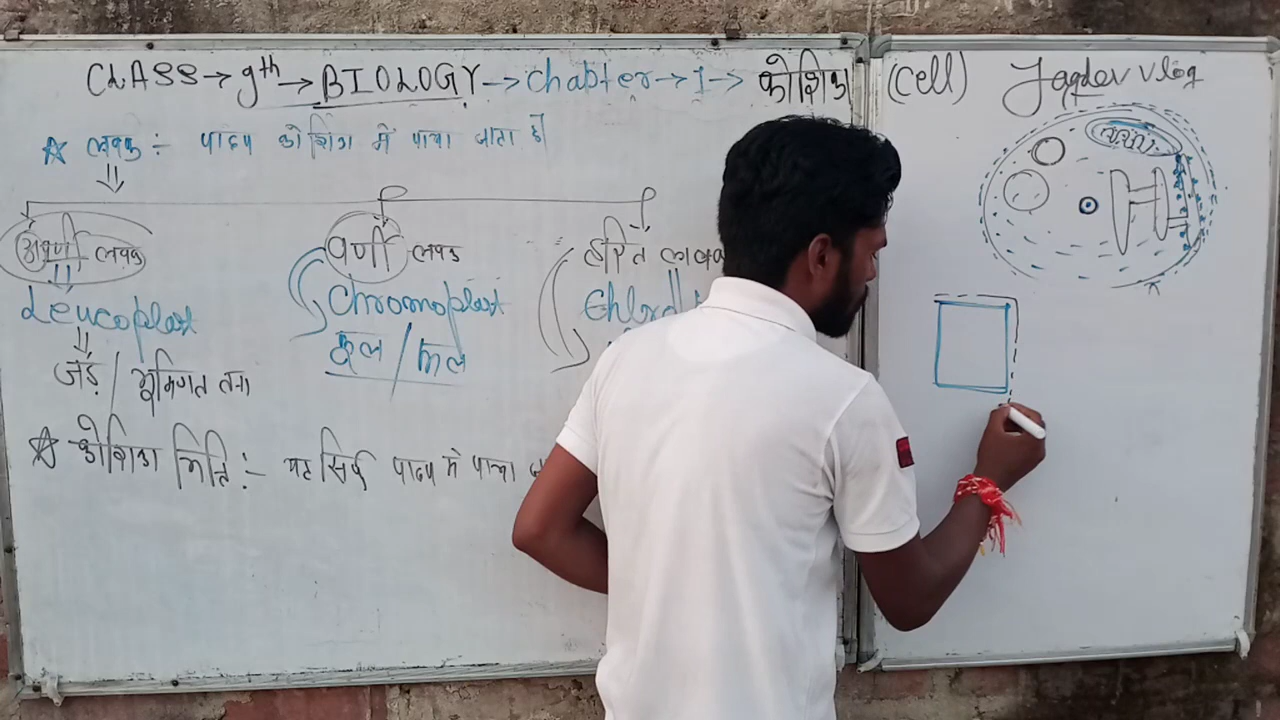 CLASS → 9th → BIOLOGY → Chapter → 1 → कोशिका (Cell) Jagdev vlog
☆ लवक :- पादप कोशिका में पाया जाता है।
अवर्णी लवक वर्णी लवक हरित लवक
Leucoplast Chromoplast
जड़ / भूमिगत तना फूल / फल
☆ कोशिका भित्ति :- यह सिर्फ पादप में पाया